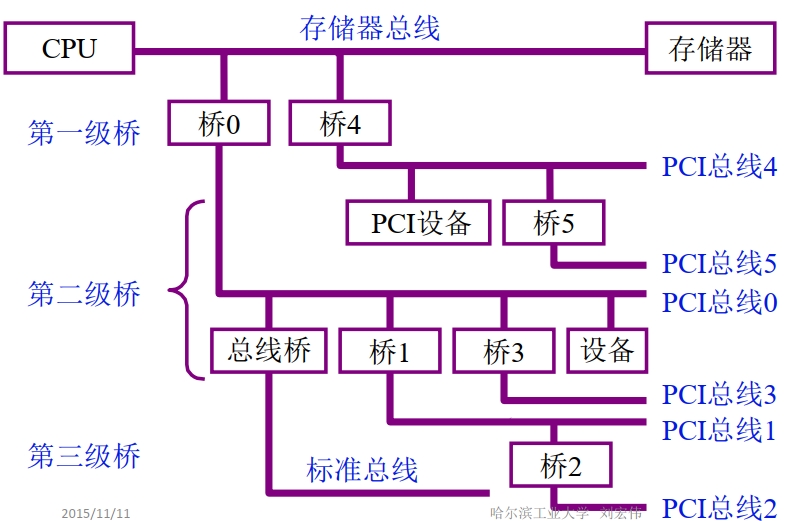 存储器总线
CPU
存储器
第一级桥
桥0
桥4
PCI总线4
PCI设备
桥5
PCI总线5
第二级桥
PCI总线0
总线桥
桥1
桥3
设备
PCI总线3
PCI总线1
第三级桥
标准总线
桥2
PCI总线2
2015/11/11
哈尔滨工业大学 刘宏伟